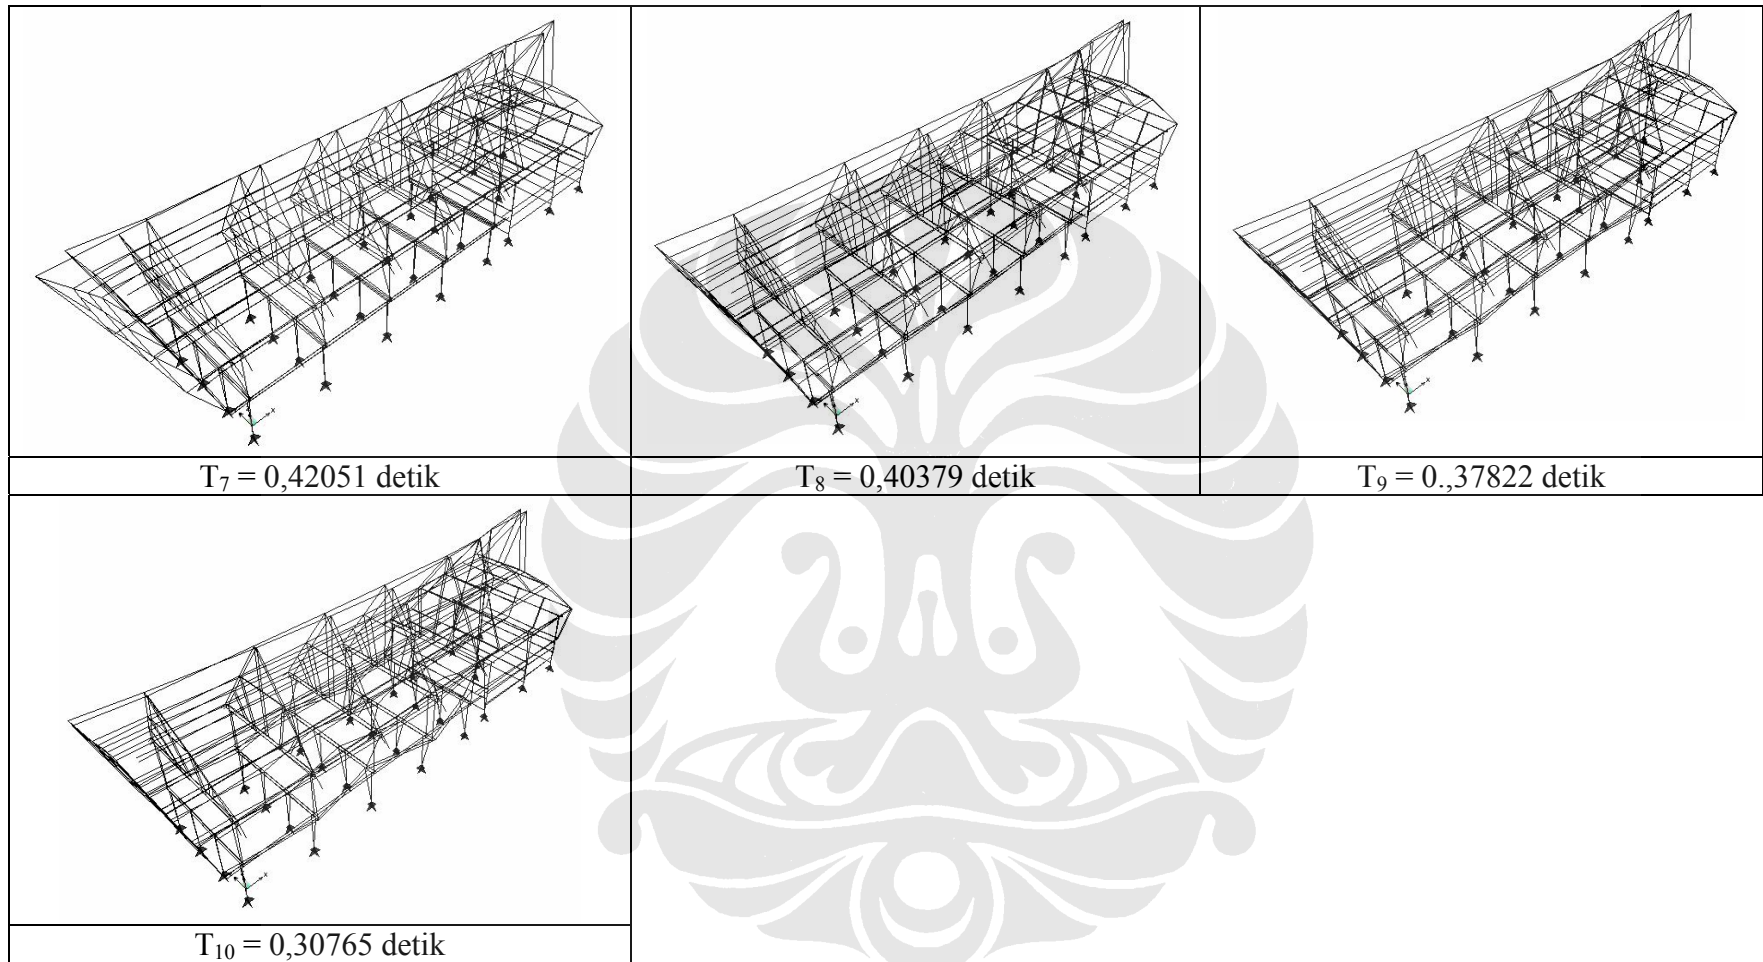 T₇ = 0,42051 detik
T₈ = 0,40379 detik
T₉ = 0.,37822 detik
T₁₀ = 0,30765 detik